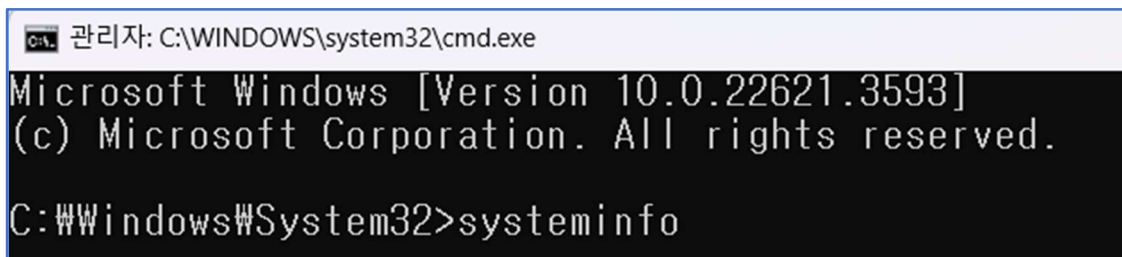 관리자: C:\WINDOWS\system32\cmd.exe
Microsoft Windows [Version 10.0.22621.3593]
(c) Microsoft Corporation. All rights reserved.
C:₩Windows₩System32>systeminfo